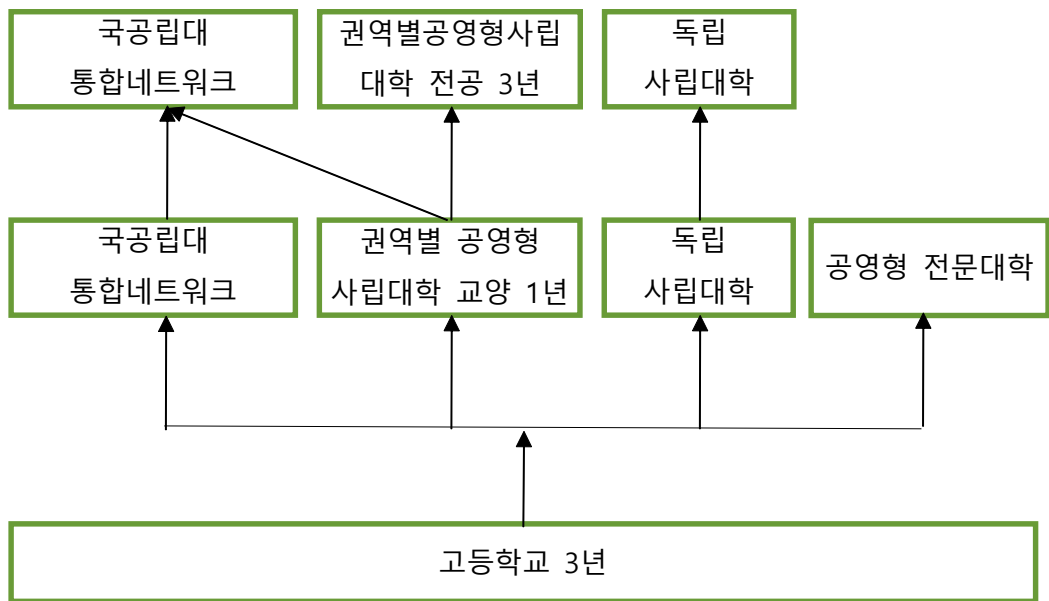 국공립대
통합네트워크
권역별공영형사립
대학 전공 3년
독립
사립대학
국공립대
통합네트워크
권역별 공영형
사립대학 교양 1년
독립
사립대학
공영형 전문대학
고등학교 3년